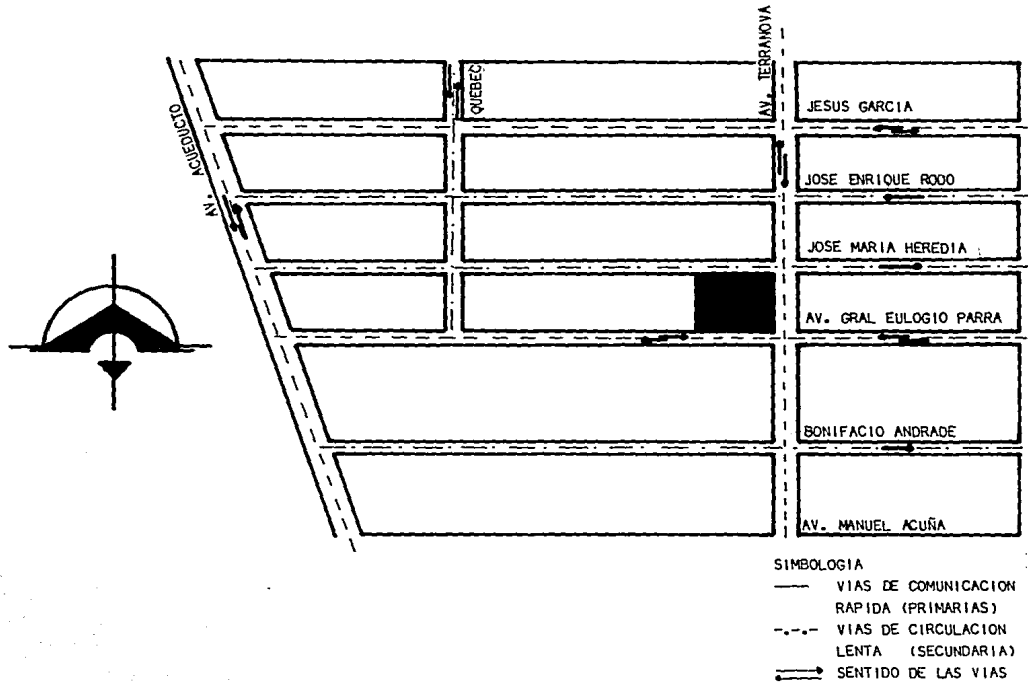 AV. TERRANOVA
QUEBEC
AV. ACUEDUCTO
JESUS GARCIA
JOSE ENRIQUE RODO
JOSE MARIA HEREDIA
AV. GRAL EULOGIO PARRA
BONIFACIO ANDRADE
AV. MANUEL ACUÑA
SIMBOLOGIA
VIAS DE COMUNICACION
RAPIDA (PRIMARIAS)
VIAS DE CIRCULACION
LENTA (SECUNDARIA)
SENTIDO DE LAS VIAS